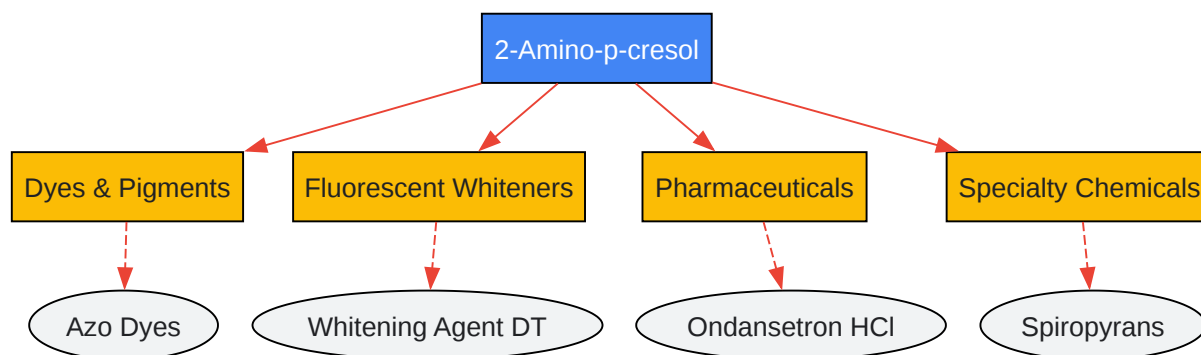 2-Amino-p-cresol
Dyes & Pigments
Fluorescent Whiteners
Pharmaceuticals
Specialty Chemicals
Azo Dyes
Whitening Agent DT
Ondansetron HCl
Spiropyrans